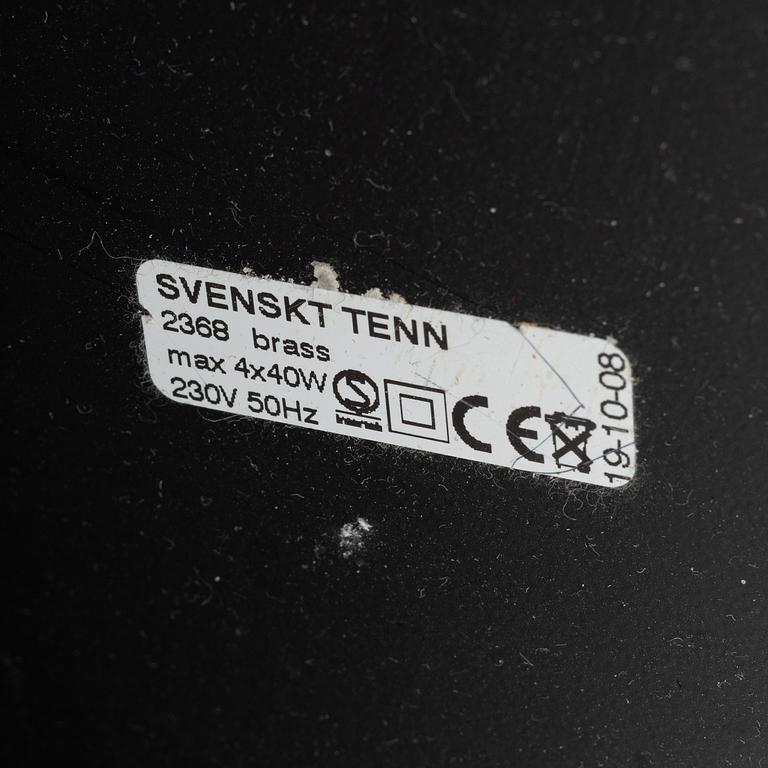 SVENSKT TENN
2368 brass
max 4x40W
230V 50Hz
S
CE
19-10-08